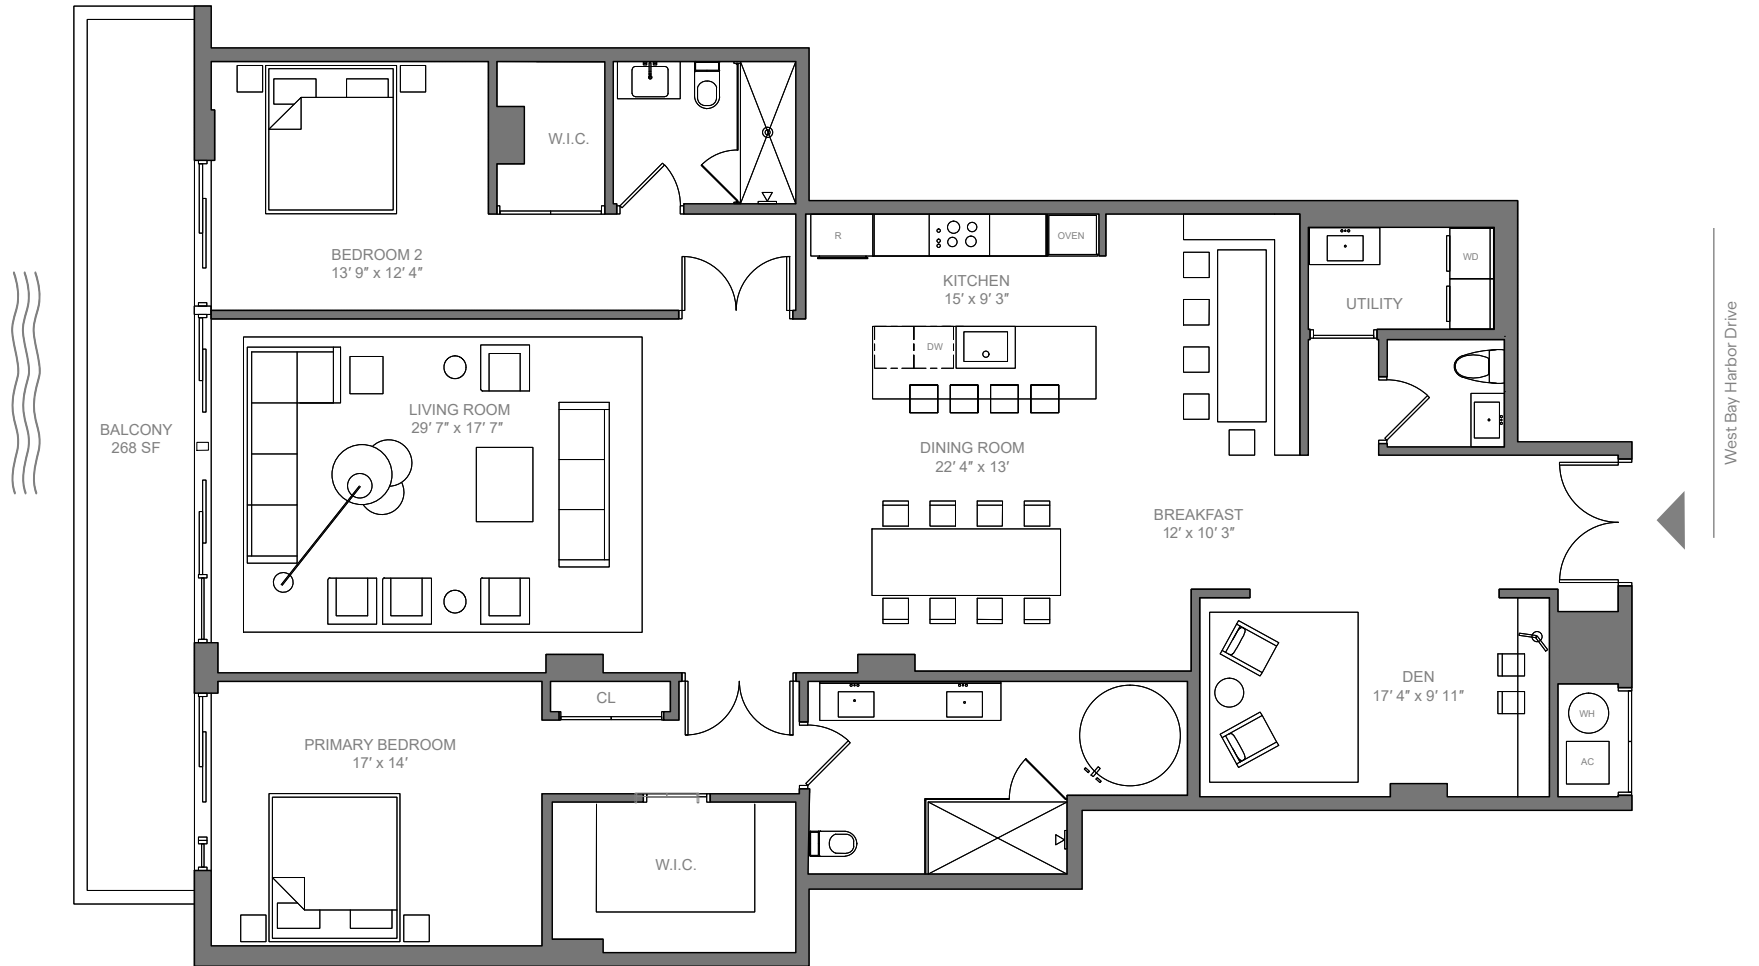 W.I.C.
BEDROOM 2
13′ 9″ x 12′ 4″
R
OVEN
KITCHEN
15′ x 9′ 3″
WD
UTILITY
DW
BALCONY
268 SF
LIVING ROOM
29′ 7″ x 17′ 7″
DINING ROOM
22′ 4″ x 13′
BREAKFAST
12′ x 10′ 3″
West Bay Harbor Drive
CL
PRIMARY BEDROOM
17′ x 14′
DEN
17′ 4″ x 9′ 11″
WH
AC
W.I.C.